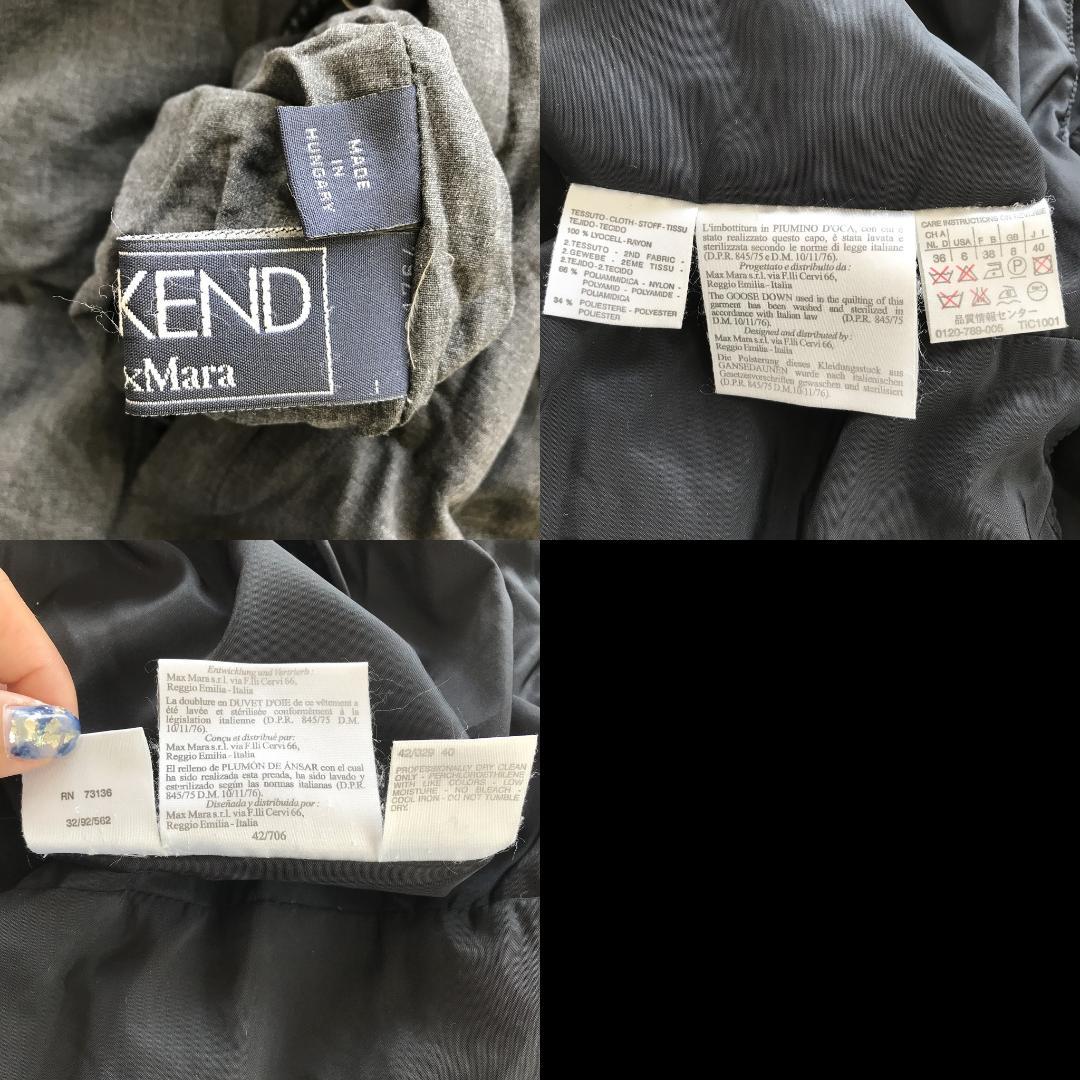 MADE
IN
HUNGARY
KEND
xMara
TESSUTO-CLOTH-STOFF-TISSU
TEJIDO-TECIDO
100 % LYOCELL-RAYON
2.TESSUTO - 2ND FABRIC -
2.GEWEBE - 2EME TISSU -
2.TEJIDO-2.TECIDO
66 % POLIAMMIDICA - NYLON -
POLYAMID - POLYAMIDE -
POLIAMIDICA
34 % POLIESTERE - POLYESTER
POLIESTER
L'imbottitura in PIUMINO D'OCA, con cui è
stato realizzato questo capo, è stata lavata e
sterilizzata secondo le norme di legge italiane
(D.P.R. 845/75 e D.M. 10/11/76).
Progettato e distribuito da :
Max Mara s.r.l. via F.lli Cervi 66,
Reggio Emilia - Italia
The GOOSE DOWN used in the quilting of this
garment has been washed and sterilized in
accordance with Italian law (D.P.R. 845/75
D.M. 10/11/76).
Designed and distributed by :
Max Mara s.r.l. via F.lli Cervi 66,
Reggio Emilia - Italia
Die Polsterung dieses Kleidungsstuck aus
GANSEDAUNEN wurde nach italienischen
Gesetzesvorschriften gewaschen und sterilisiert
(D.P.R. 845/75 D.M.10/11/76).
CARE INSTRUCTIONS ON REVERSE
CH A D USA F B GB J I
NL
36 6 38 8 40
P
品質情報センター
0120-789-005 TIC1001
RN 73136
32/92/562
Entwicklung und Vertrieb :
Max Mara s.r.l. via F.lli Cervi 66,
Reggio Emilia - Italia
La doublure en DUVET D'OIE de ce vêtement a
été lavée et stérilisée conformément à la
législation italienne (D.P.R. 845/75 D.M.
10/11/76).
Conçu et distribué par:
Max Mara s.r.l. via F.lli Cervi 66,
Reggio Emilia - Italia
El relleno de PLUMÓN DE ÁNSAR con el cual
ha sido realizada esta prenda, ha sido lavado y
esterilizado según las normas italianas (D.P.R.
845/75 D.M. 10/11/76).
Diseñada y distribuida por :
Max Mara s.r.l. via F.lli Cervi 66,
Reggio Emilia - Italia
42/706
42/029 40
PROFESSIONALLY DRY CLEAN
ONLY - PERCHLOROETHILENE
WITH LIKE COLORS - LOW
MOISTURE - NO BLEACH -
COOL IRON - DO NOT TUMBLE
DRY.